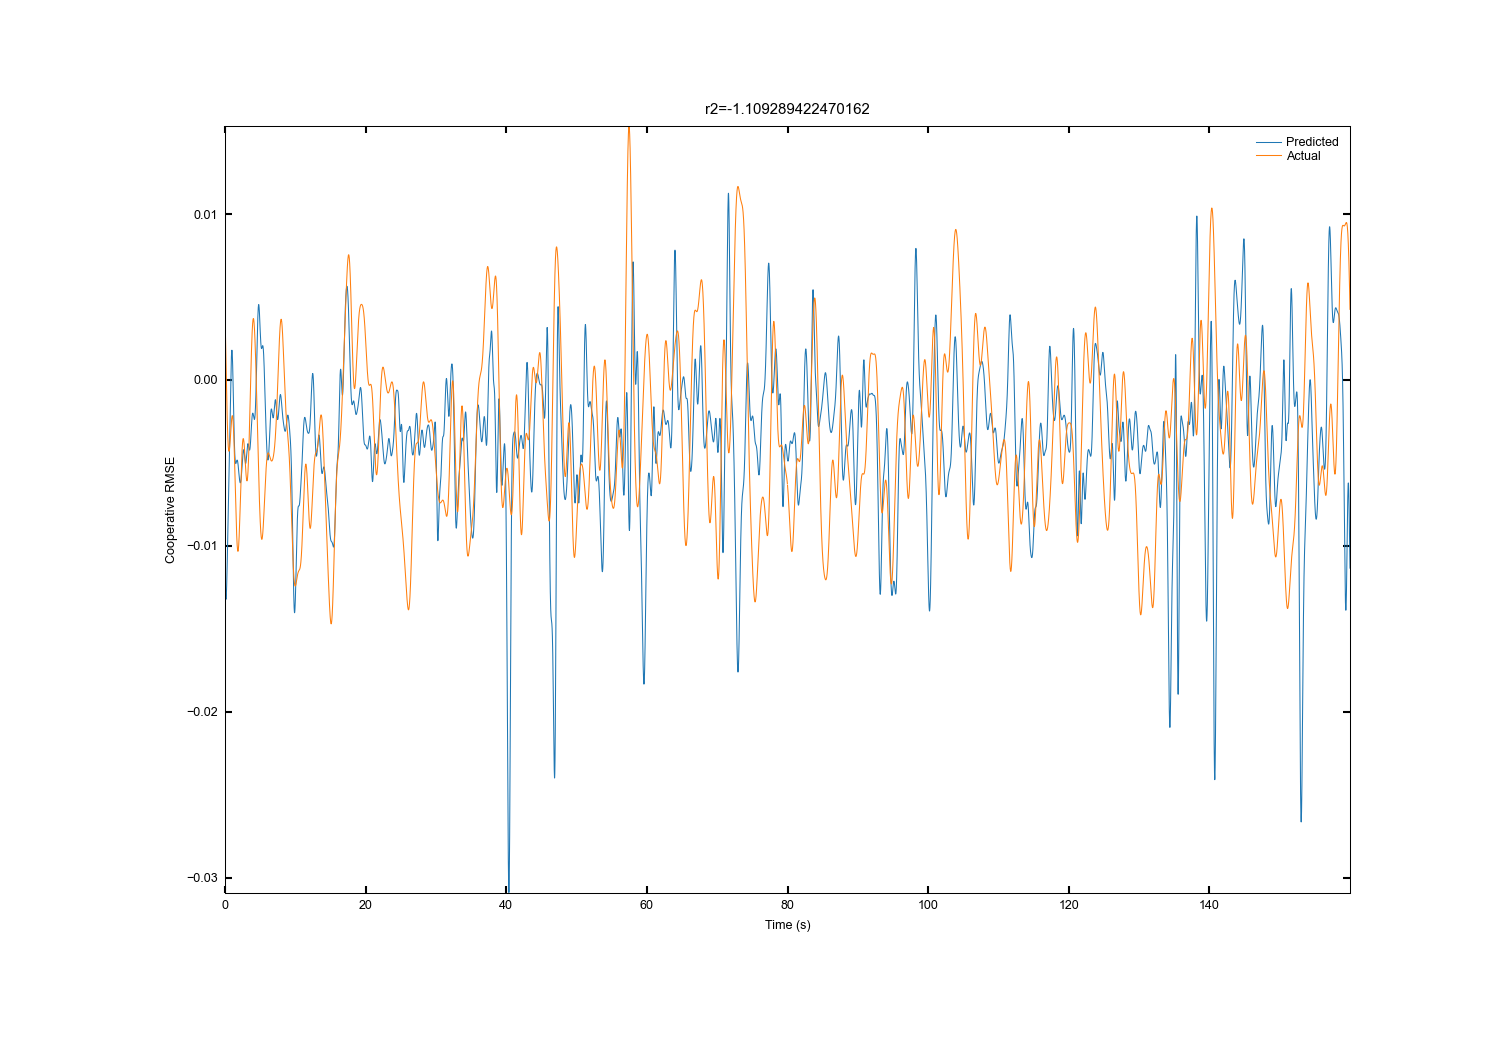 r2=-1.109289422470162
Predicted
Actual
0.01
0.00
−0.01
−0.02
−0.03
Cooperative RMSE
0 20 40 60 80 100 120 140
Time (s)